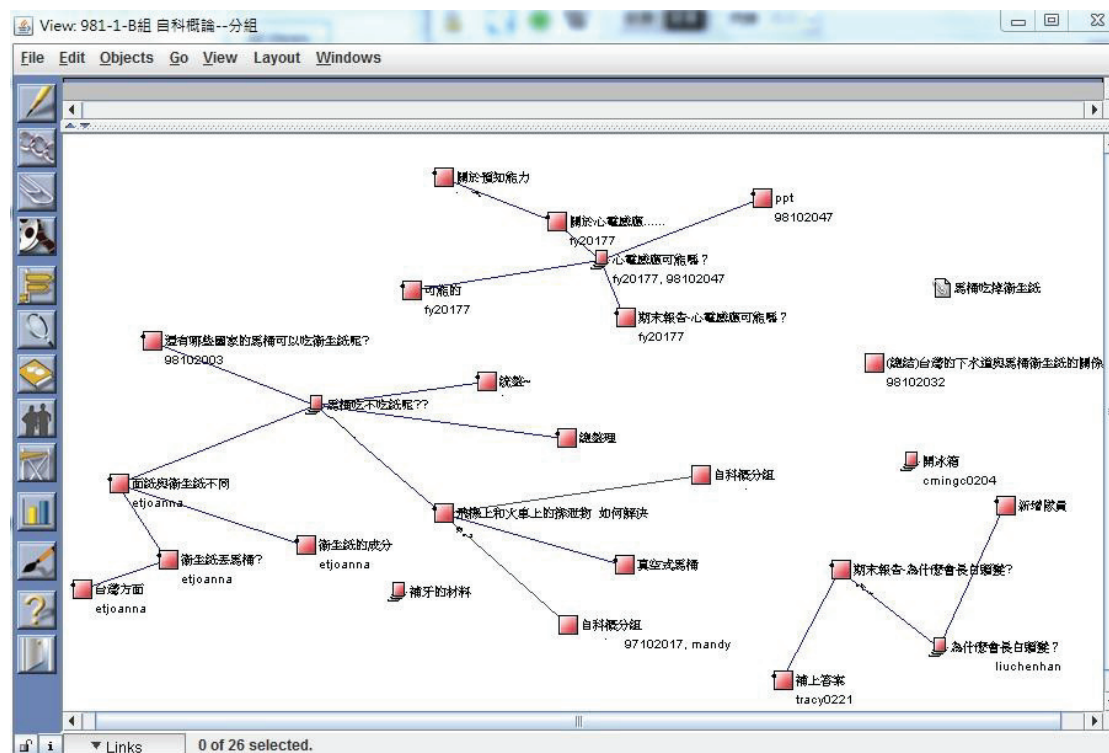 View: 981-1-B組 自科概論--分組
File Edit Objects Go View Layout Windows
關於預知能力
ppt
98102047
關於心電感應......
fy20177
心電感應可能嗎？
fy20177, 98102047
可能的
fy20177
馬桶吃掉衛生紙
期末報告-心電感應可能嗎？
fy20177
還有哪些國家的馬桶可以吃衛生紙呢?
98102003
(總結)台灣的下水道與馬桶衛生紙的關係
98102032
統整~
馬桶吃不吃紙呢??
總整理
開冰箱
cmingc0204
自科概分組
面紙與衛生紙不同
etjoanna
新增隊員
飛機上和火車上的排泄物 如何解決
衛生紙的成分
etjoanna
衛生紙丟馬桶?
etjoanna
真空式馬桶
期末報告-為什麼會長白頭髮?
台灣方面
etjoanna
補牙的材料
自科概分組
97102017, mandy
為什麼會長白頭髮？
liuchenhan
補上答案
tracy0221
Links
0 of 26 selected.